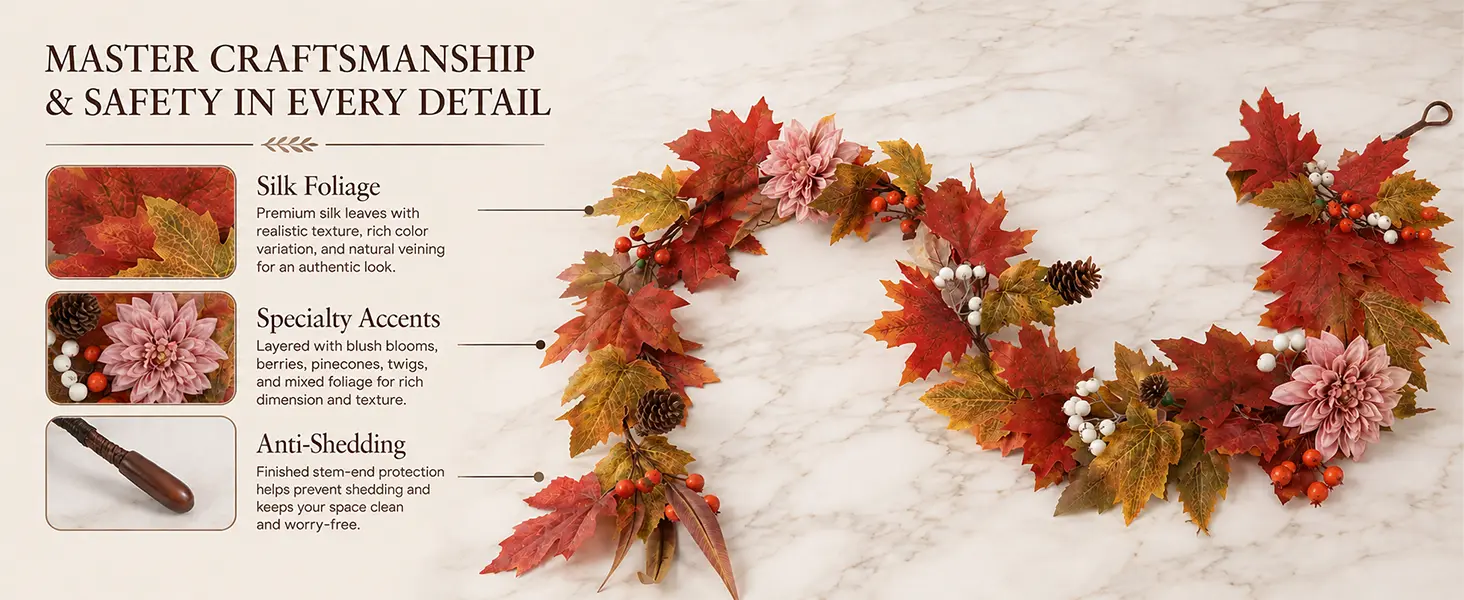 MASTER CRAFTSMANSHIP
& SAFETY IN EVERY DETAIL
Silk Foliage
Premium silk leaves with
realistic texture, rich color
variation, and natural veining
for an authentic look.
Specialty Accents
Layered with blush blooms,
berries, pinecones, twigs,
and mixed foliage for rich
dimension and texture.
Anti-Shedding
Finished stem-end protection
helps prevent shedding and
keeps your space clean
and worry-free.